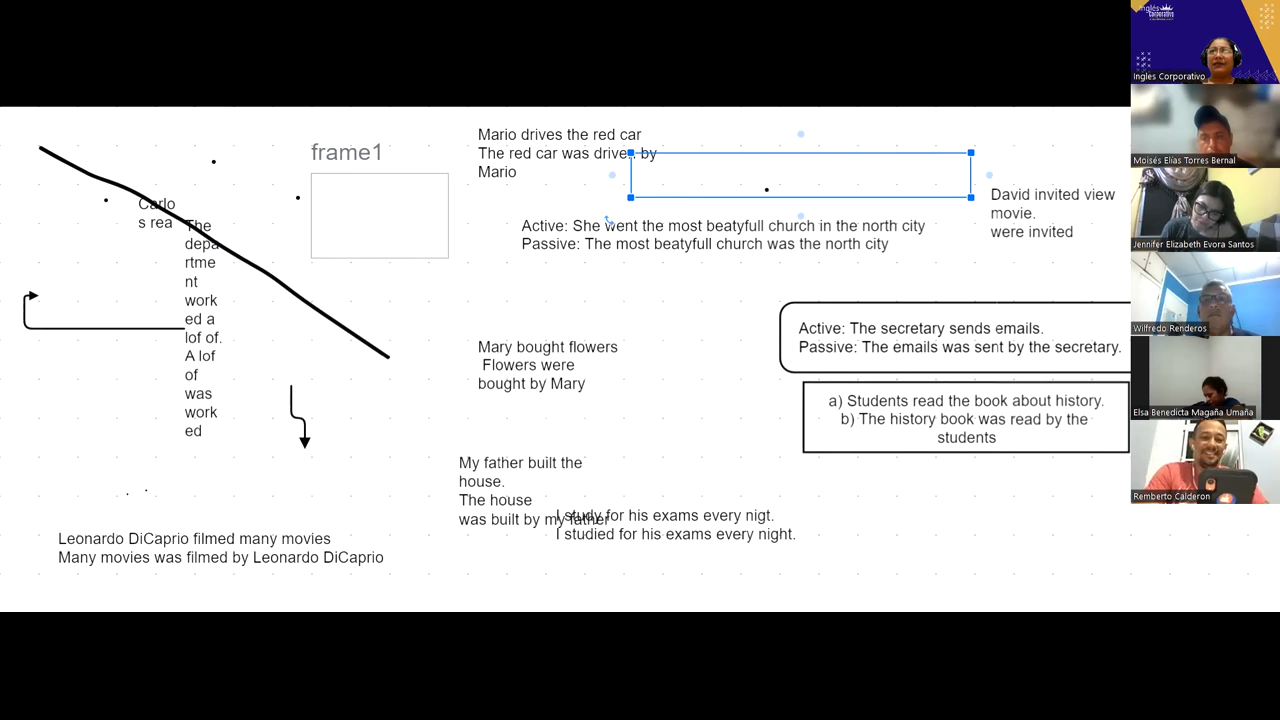 frame1
Carlo
s rea
The
depa
rtme
nt
work
ed a
lof of.
A lof
of
was
work
ed
Mario drives the red car
The red car was driven by
Mario
Active: She went the most beatyfull church in the north city
Passive: The most beatyfull church was the north city
David invited view
movie.
were invited
Mary bought flowers
Flowers were
bought by Mary
Active: The secretary sends emails.
Passive: The emails was sent by the secretary.
a) Students read the book about history.
b) The history book was read by the
students
My father built the
house.
The house
was built by my father
I study for his exams every nigt.
I studied for his exams every night.
Leonardo DiCaprio filmed many movies
Many movies was filmed by Leonardo DiCaprio
Inglés
Corporativo
Ingles Corporativo
Moisés Elías Torres Bernal
Jennifer Elizabeth Evora Santos
Wilfredo Renderos
Elsa Benedicta Magaña Umaña
Remberto Calderon